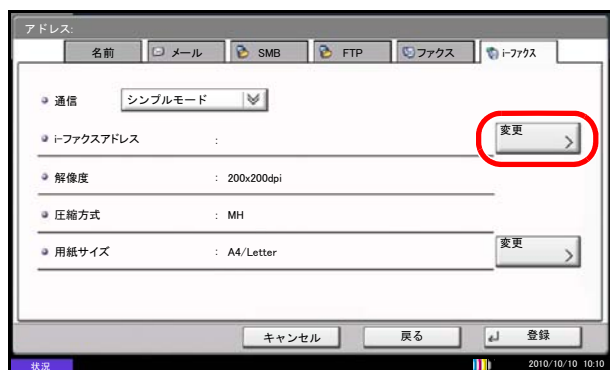 アドレス:
名前 メール SMB FTP ファクス i-ファクス
通信 シンプルモード
i-ファクスアドレス : 変更
解像度 : 200x200dpi
圧縮方式 : MH
用紙サイズ : A4/Letter 変更
キャンセル 戻る 登録
状況 2010/10/10 10:10